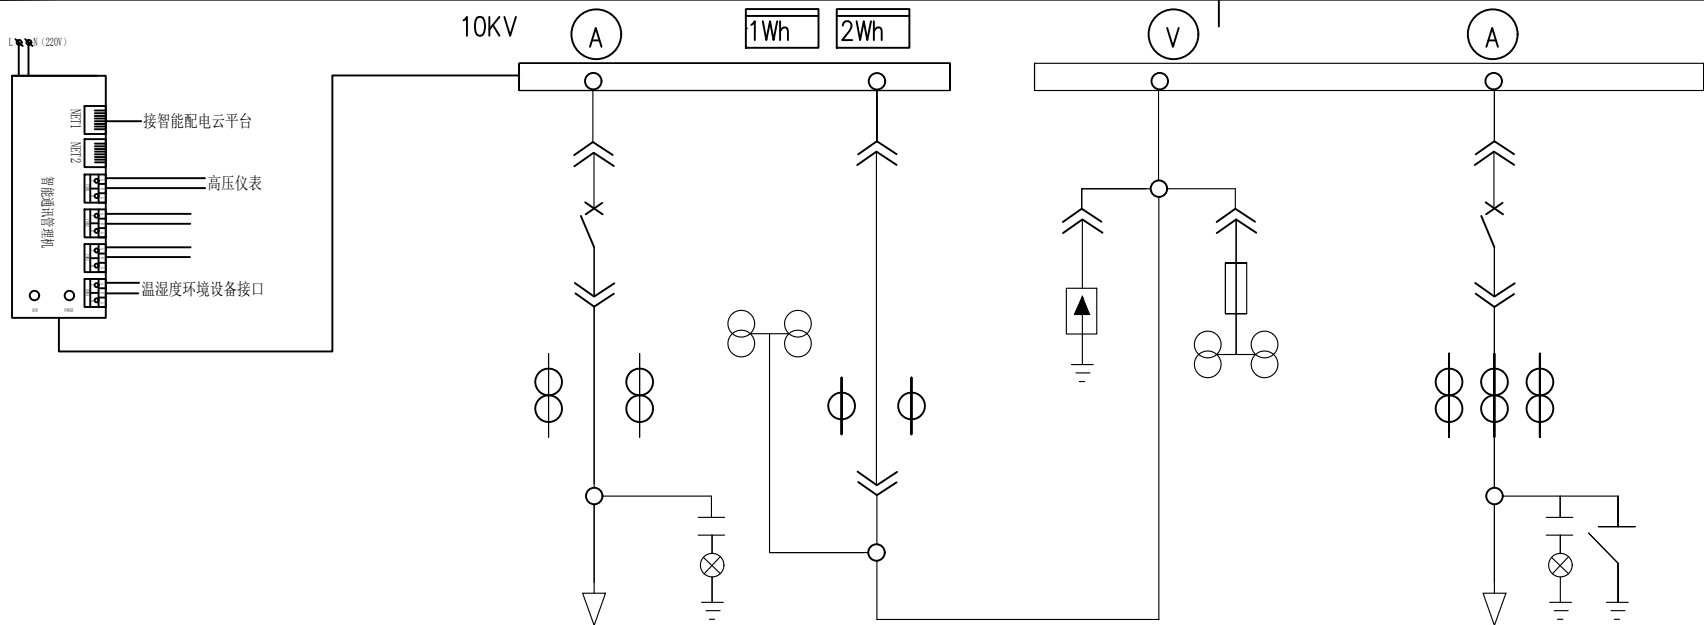 10KV
A
1Wh
2Wh
V
A
L N (220V)
NET1
接智能配电云平台
NET2
智能通讯管理机
高压仪表
温湿度环境设备接口